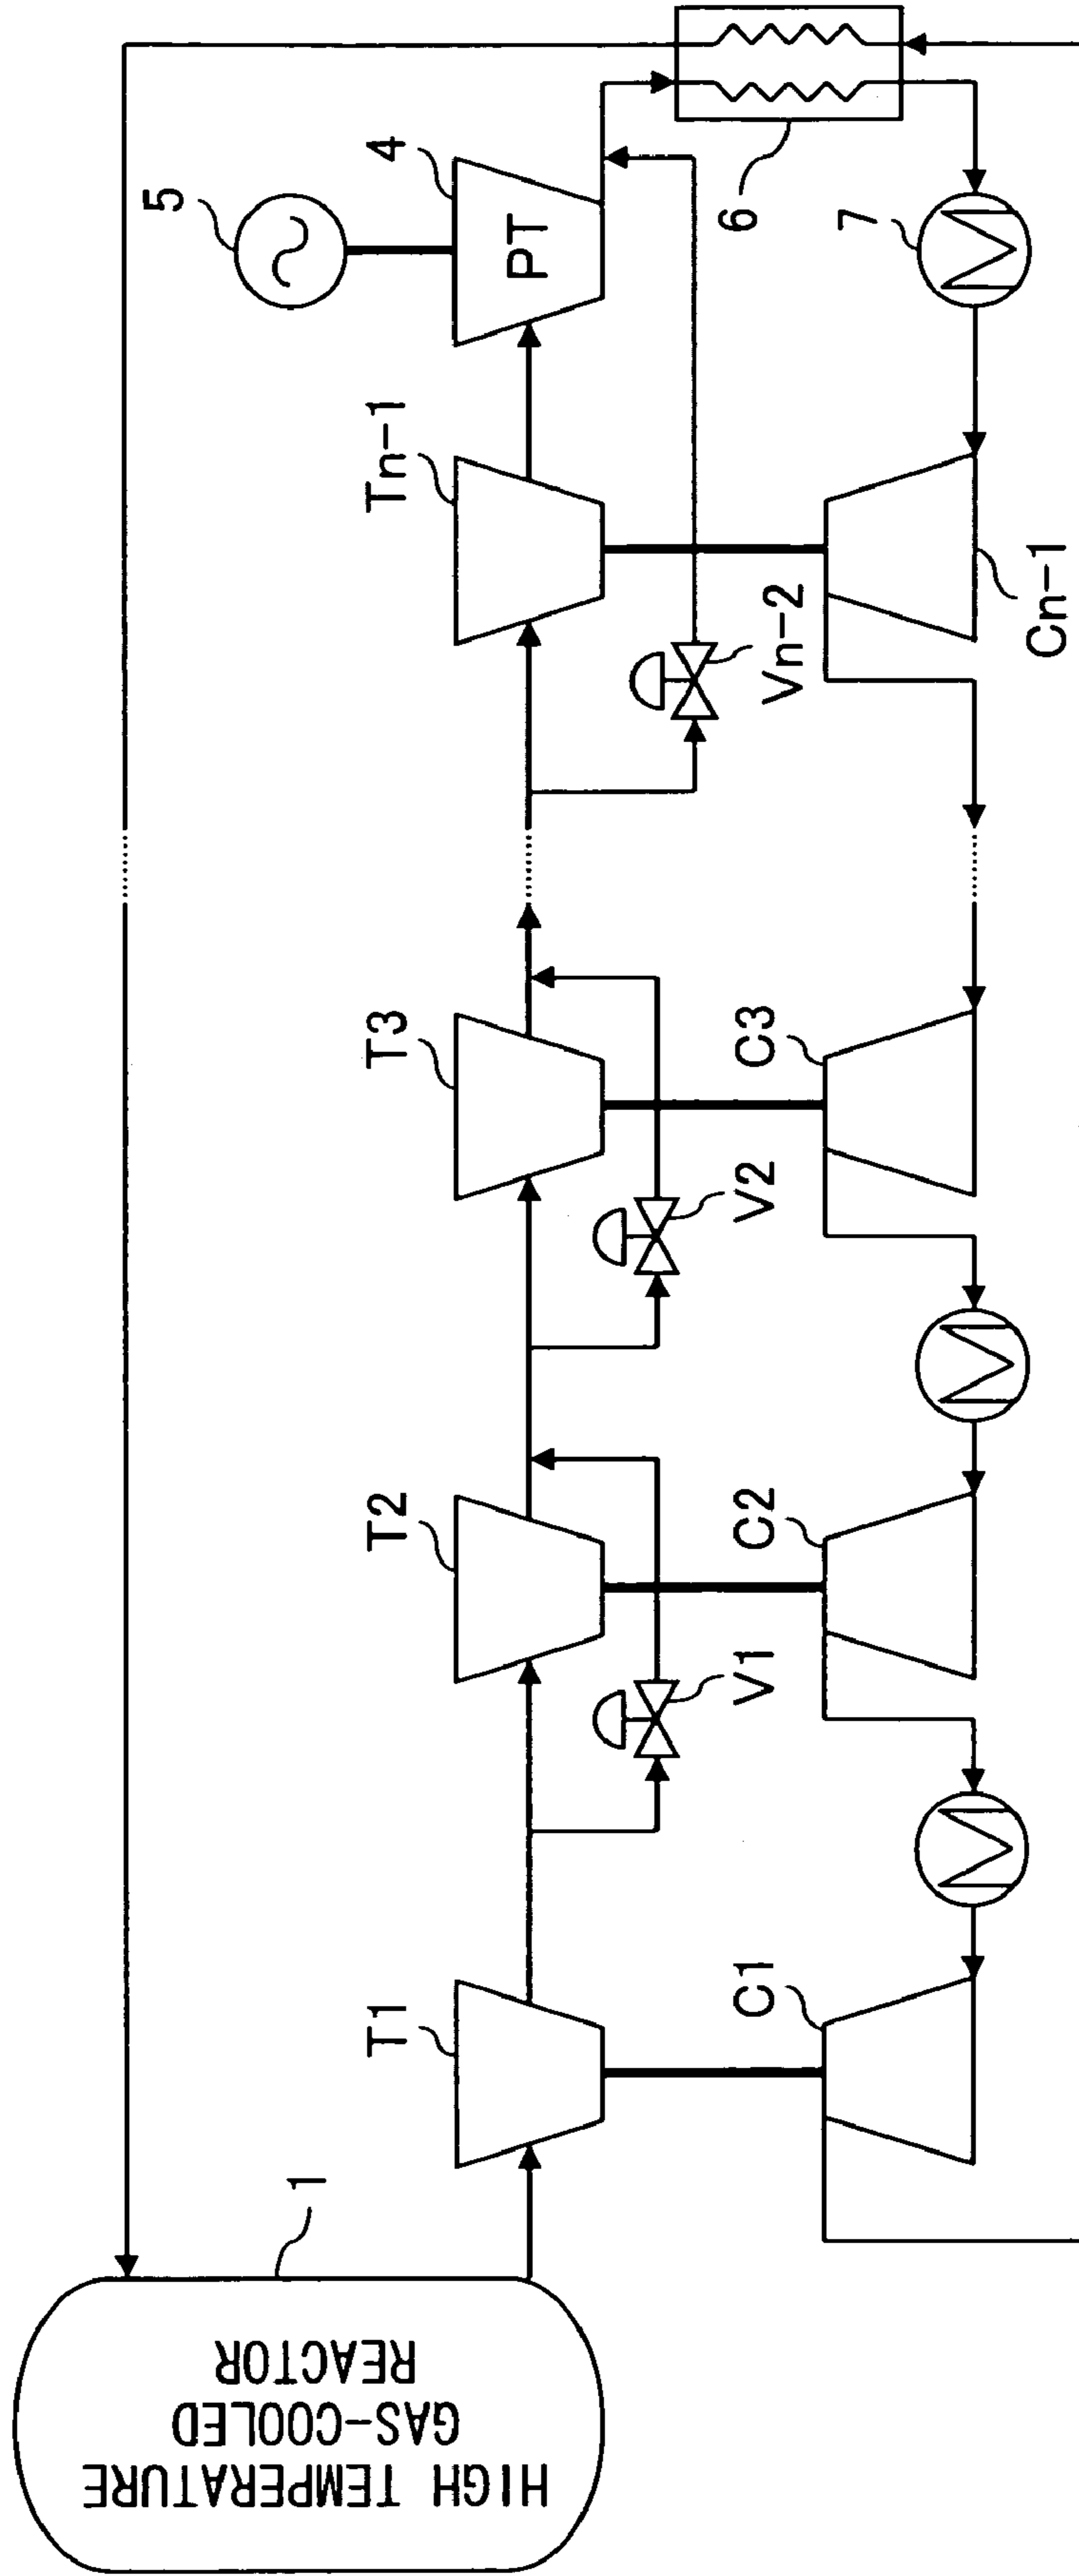 HIGH TEMPERATURE
GAS-COOLED
REACTOR
1
T1
T2
T3
Tn-1
4
PT
5
6
7
V1
V2
Vn-2
C1
C2
C3
Cn-1